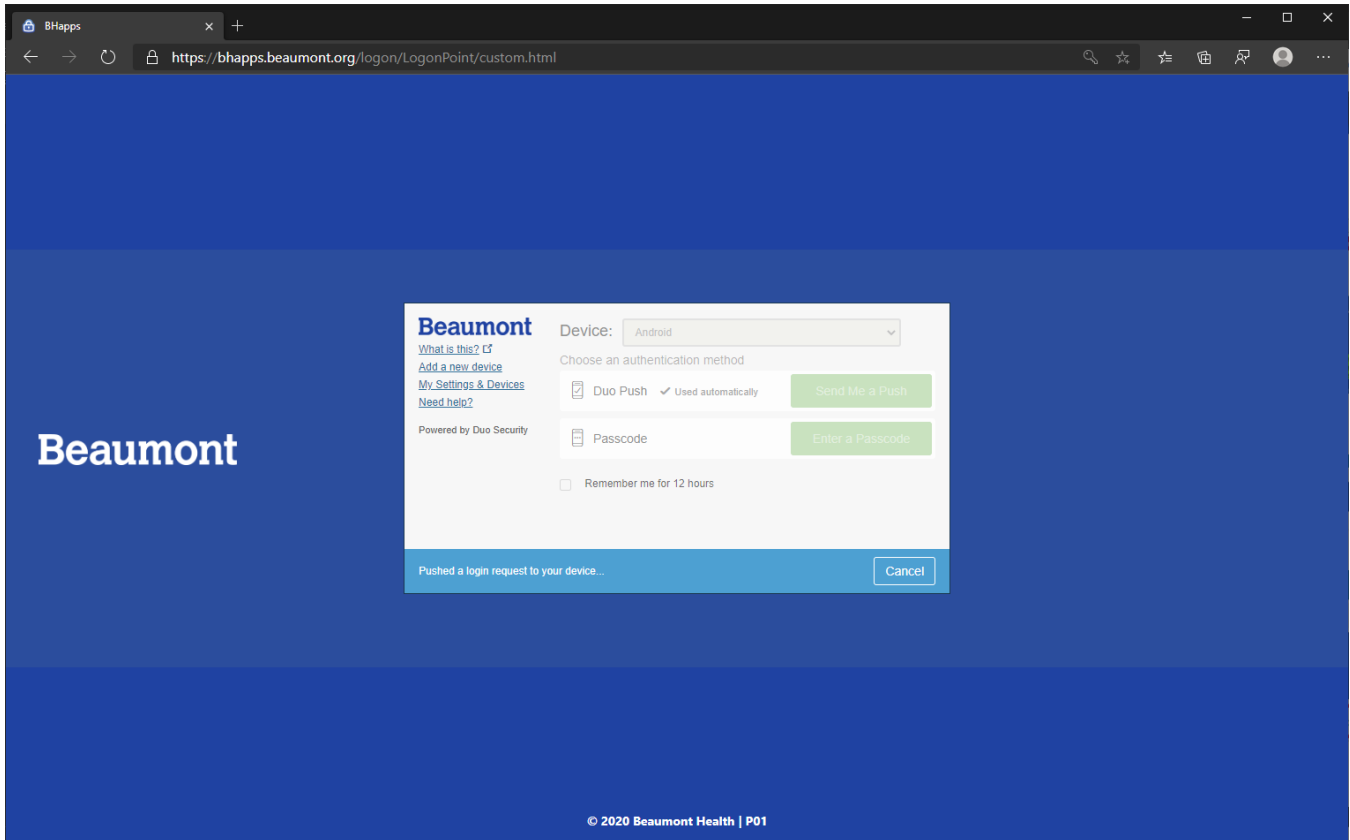 BHapps
https://bhapps.beaumont.org/logon/LogonPoint/custom.html
Beaumont
Beaumont
What is this?
Add a new device
My Settings & Devices
Need help?
Powered by Duo Security
Device: Android
Choose an authentication method
Duo Push Used automatically Send Me a Push
Passcode Enter a Passcode
Remember me for 12 hours
Pushed a login request to your device... Cancel
© 2020 Beaumont Health | P01